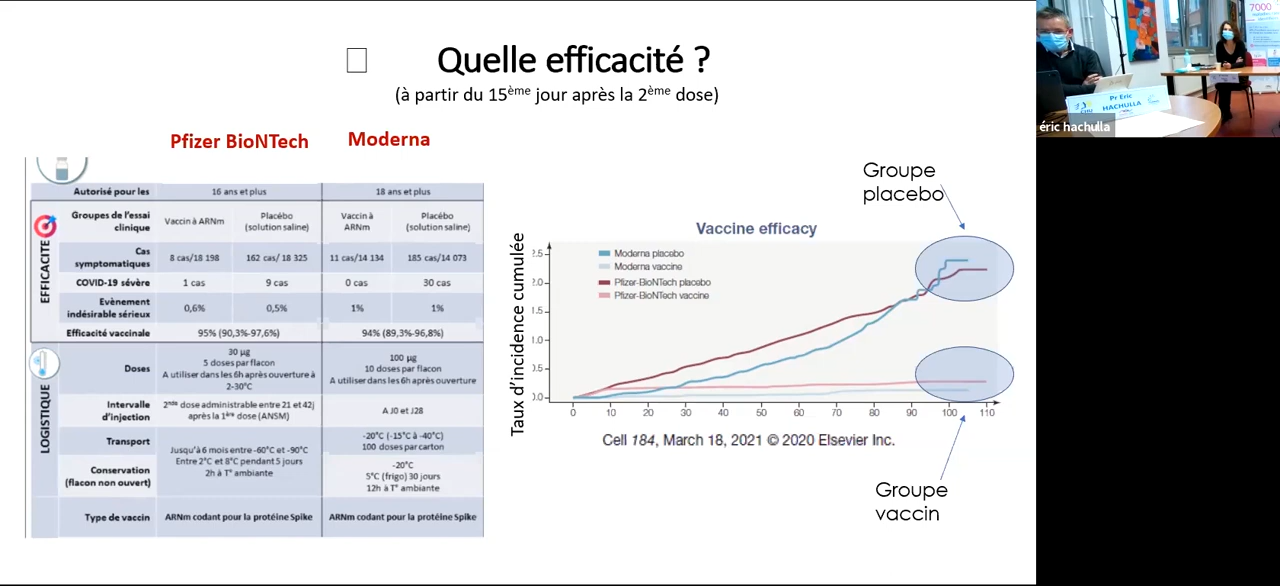 Quelle efficacité ?
(à partir du 15ème jour après la 2ème dose)
Pfizer BioNTech
Moderna
Autorisé pour les
16 ans et plus
18 ans et plus
EFFICACITE
Groupes de l'essai
clinique
Vaccin à ARNm
Placébo
(solution saline)
Vaccin à
ARNm
Placébo
(solution saline)
Cas
symptomatiques
8 cas/18 198
162 cas/ 18 325
11 cas/14 134
185 cas/14 073
COVID-19 sévère
1 cas
9 cas
0 cas
30 cas
Evènement
indésirable sérieux
0,6%
0,5%
1%
1%
Efficacité vaccinale
95% (90,3%-97,6%)
94% (89,3%-96,8%)
LOGISTIQUE
Doses
30 µg
5 doses par flacon
A utiliser dans les 6h après ouverture à
2-30°C
100 µg
10 doses par flacon
A utiliser dans les 6h après ouverture
Intervalle
d'injection
2nde dose administrable entre 21 et 42j
après la 1ère dose (ANSM)
A J0 et J28
Transport
Jusqu'à 6 mois entre -60°C et -90°C
Entre 2°C et 8°C pendant 5 jours
2h à T° ambiante
-20°C (-15°C à -40°C)
100 doses par carton
Conservation
(flacon non ouvert)
-20°C
5°C (frigo) 30 jours
12h à T° ambiante
Type de vaccin
ARNm codant pour la protéine Spike
ARNm codant pour la protéine Spike
Groupe
placebo
Vaccine efficacy
Taux d'incidence cumulée
Moderna placebo
Moderna vaccine
Pfizer-BioNTech placebo
Pfizer-BioNTech vaccine
2.5
2.0
.5
.0
0.5
0.0
0 10 20 30 40 50 60 70 80 90 100 110
Cell 184, March 18, 2021 © 2020 Elsevier Inc.
Groupe
vaccin
7000
Pr Eric
HACHULLA
éric hachulla